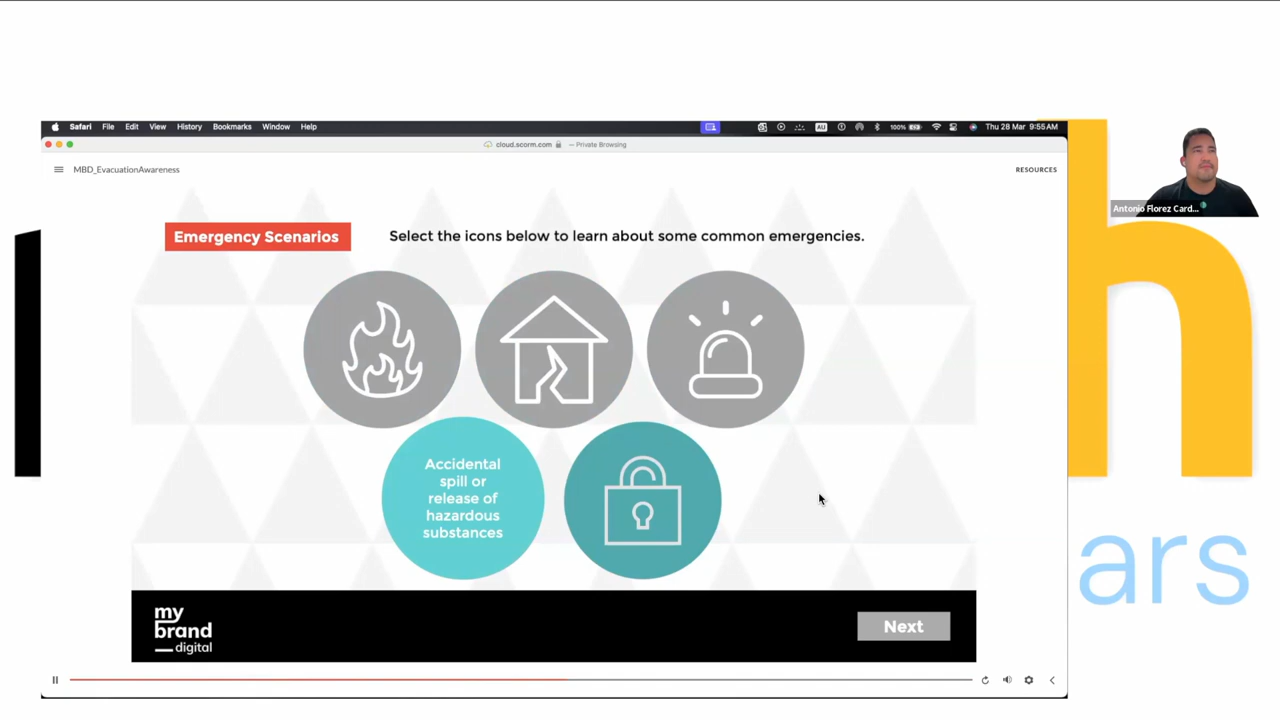 Safari File Edit View History Bookmarks Window Help
AU
100%
Thu 28 Mar 9:55 AM
cloud.scorm.com — Private Browsing
MBD_EvacuationAwareness
RESOURCES
Antonio Florez Card...
Emergency Scenarios
Select the icons below to learn about some common emergencies.
h
Accidental
spill or
release of
hazardous
substances
ars
my
brand
digital
Next